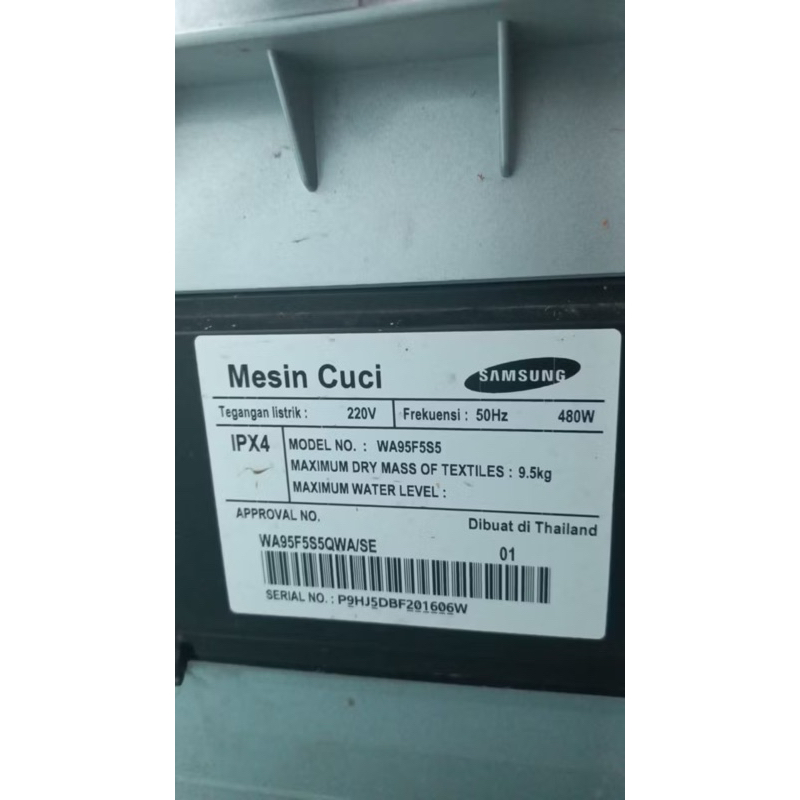 Mesin Cuci
SAMSUNG
Tegangan listrik : 220V
Frekuensi : 50Hz 480W
IPX4
MODEL NO. : WA95F5S5
MAXIMUM DRY MASS OF TEXTILES : 9.5kg
MAXIMUM WATER LEVEL :
APPROVAL NO.
Dibuat di Thailand
WA95F5S5QWA/SE
01
SERIAL NO. : P9HJ5DBF201606W